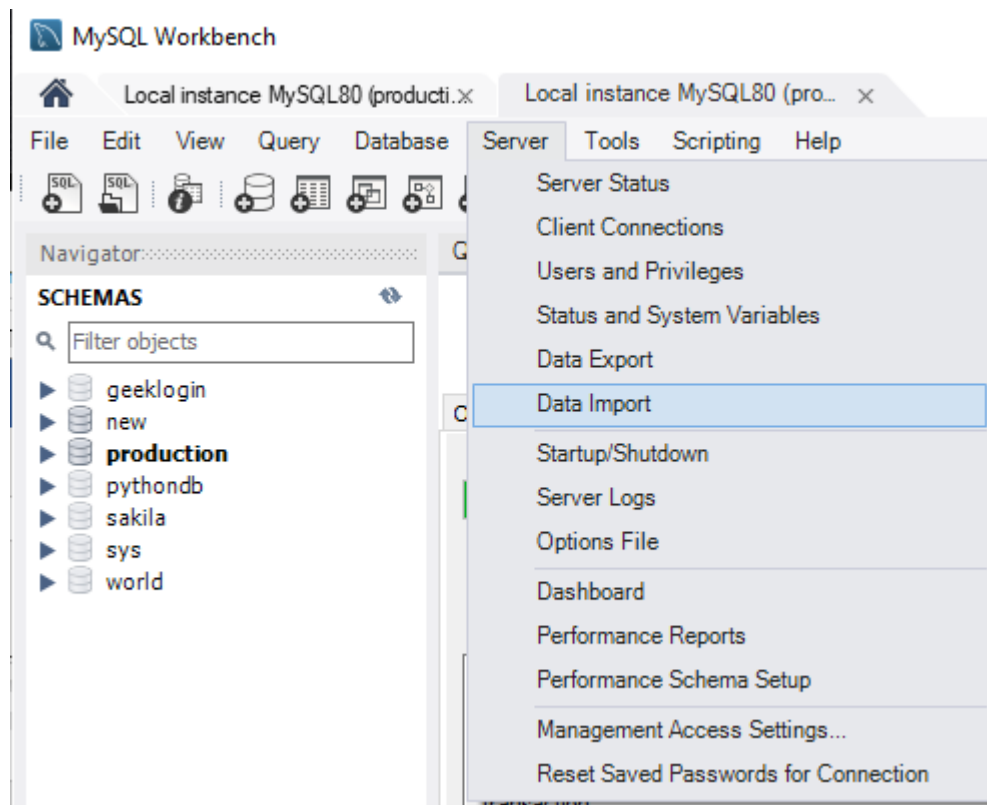 MySQL Workbench
Local instance MySQL80 (producti.× Local instance MySQL80 (pro... ×
File Edit View Query Database Server Tools Scripting Help
SQL SQL
Navigator
SCHEMAS
Filter objects
geeklogin
new
production
pythondb
sakila
sys
world
Server Status
Client Connections
Users and Privileges
Status and System Variables
Data Export
Data Import
Startup/Shutdown
Server Logs
Options File
Dashboard
Performance Reports
Performance Schema Setup
Management Access Settings...
Reset Saved Passwords for Connection